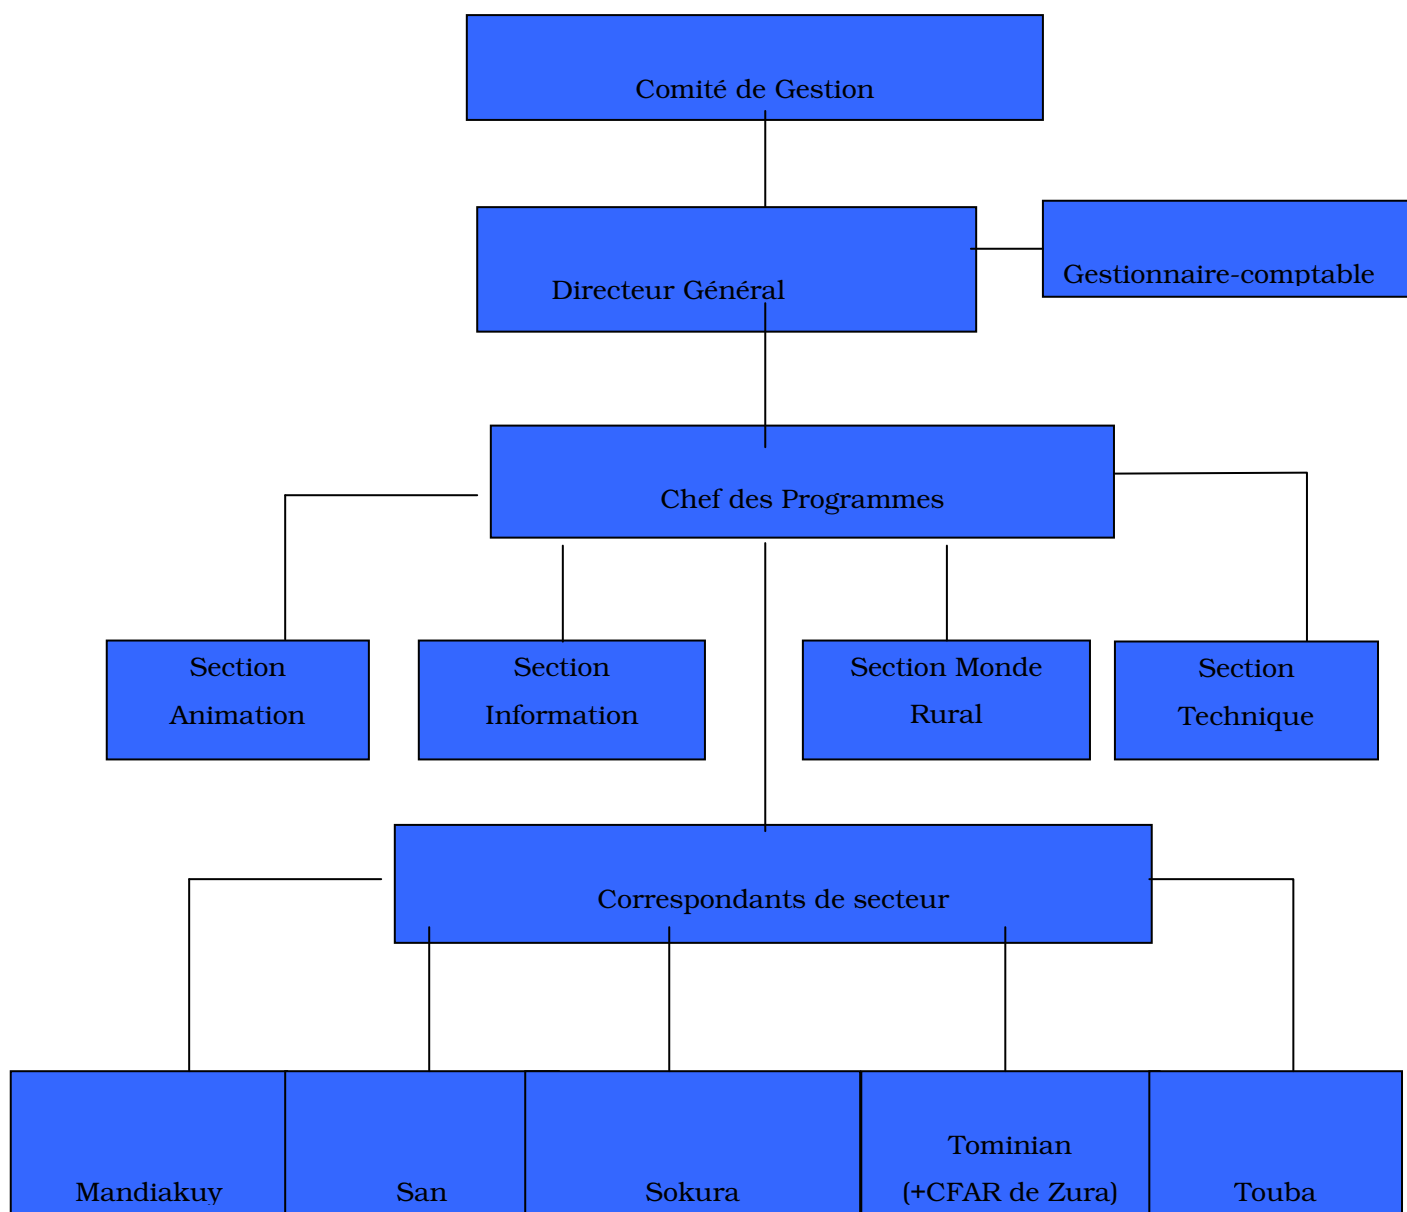 Comité de Gestion
Directeur Général
Gestionnaire-comptable
Chef des Programmes
Section
Animation
Section
Information
Section Monde
Rural
Section
Technique
Correspondants de secteur
Mandiakuy
San
Sokura
Tominian
(+CFAR de Zura)
Touba